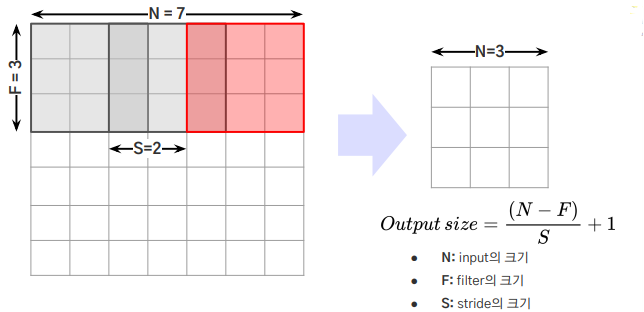 N = 7
F = 3
S=2
N=3
Output size = (N − F) / S + 1
● N: input의 크기
● F: filter의 크기
● S: stride의 크기